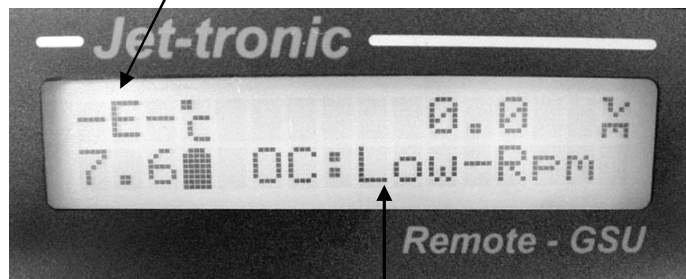 Jet-tronic
-E-°C 0.0
7.6 OC:Low-Rpm
Remote - GSU